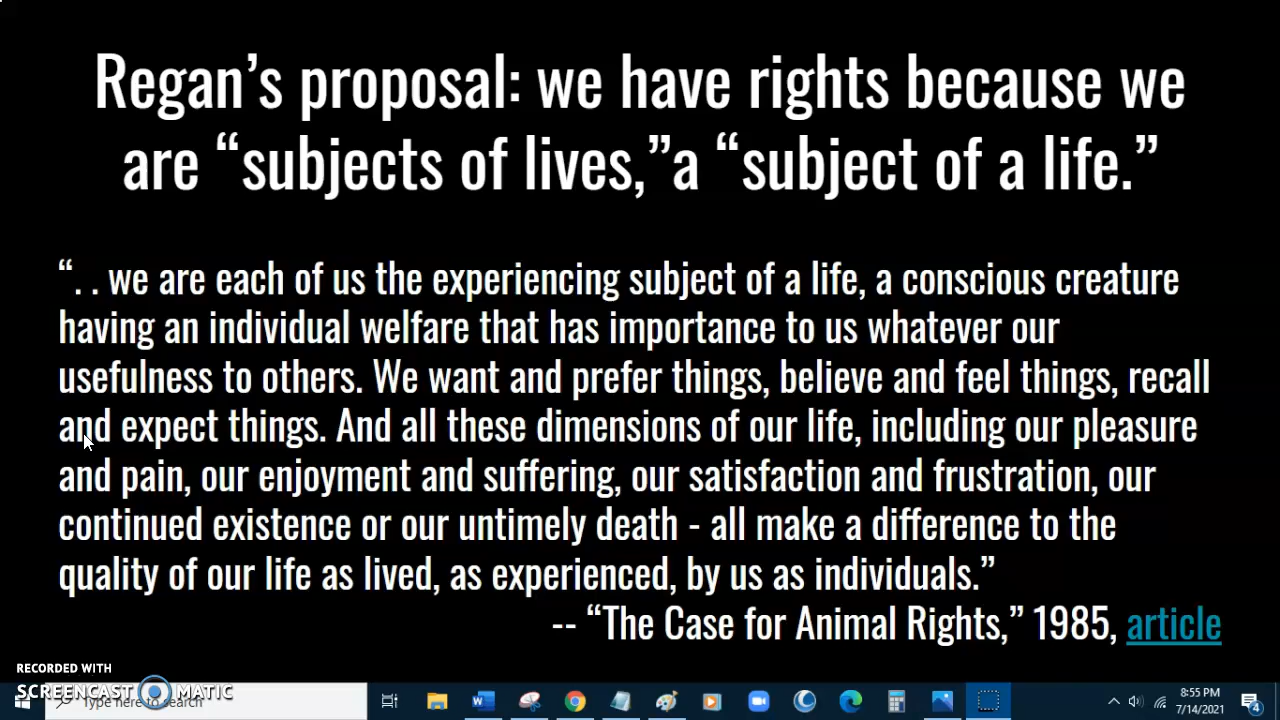 Regan’s proposal: we have rights because we
are “subjects of lives,”a “subject of a life.”
“. . we are each of us the experiencing subject of a life, a conscious creature
having an individual welfare that has importance to us whatever our
usefulness to others. We want and prefer things, believe and feel things, recall
and expect things. And all these dimensions of our life, including our pleasure
and pain, our enjoyment and suffering, our satisfaction and frustration, our
continued existence or our untimely death - all make a difference to the
quality of our life as lived, as experienced, by us as individuals.”
-- “The Case for Animal Rights,” 1985, article
RECORDED WITH
SCREENCAST MATIC
Type here to search
8:55 PM
7/14/2021
4